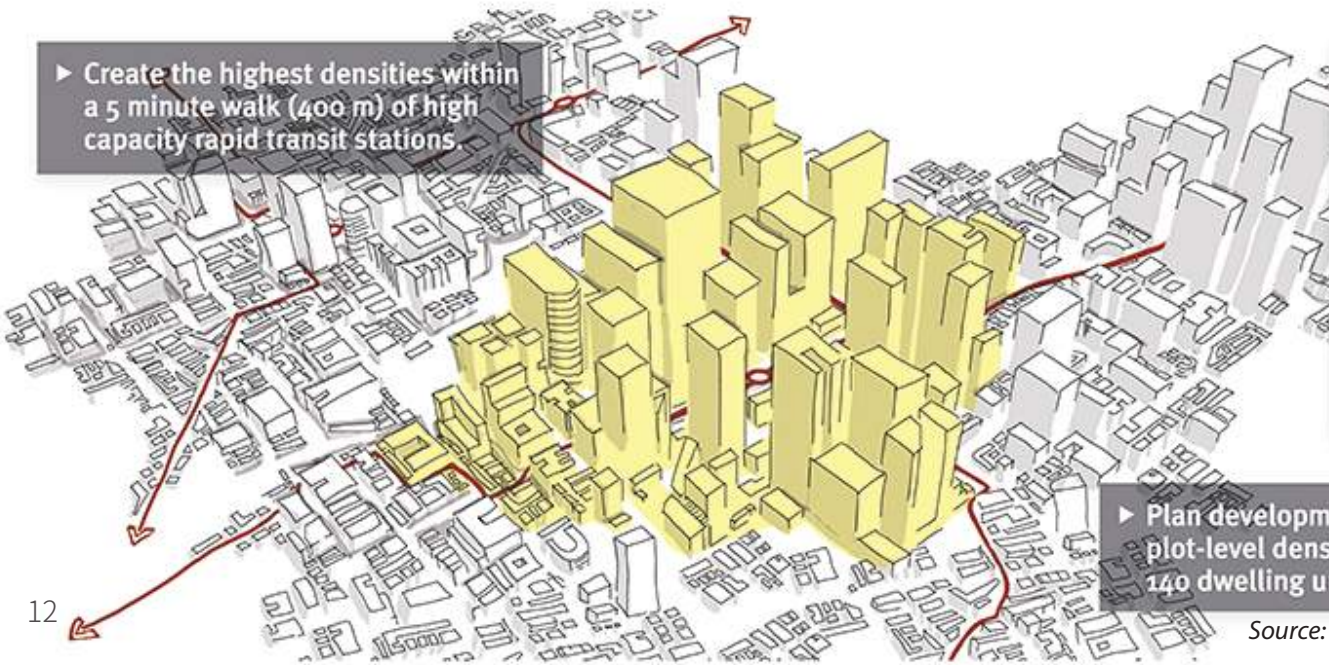 ▶ Create the highest densities within
a 5 minute walk (400 m) of high
capacity rapid transit stations.
▶ Plan developm
plot-level dens
140 dwelling u
12
Source: